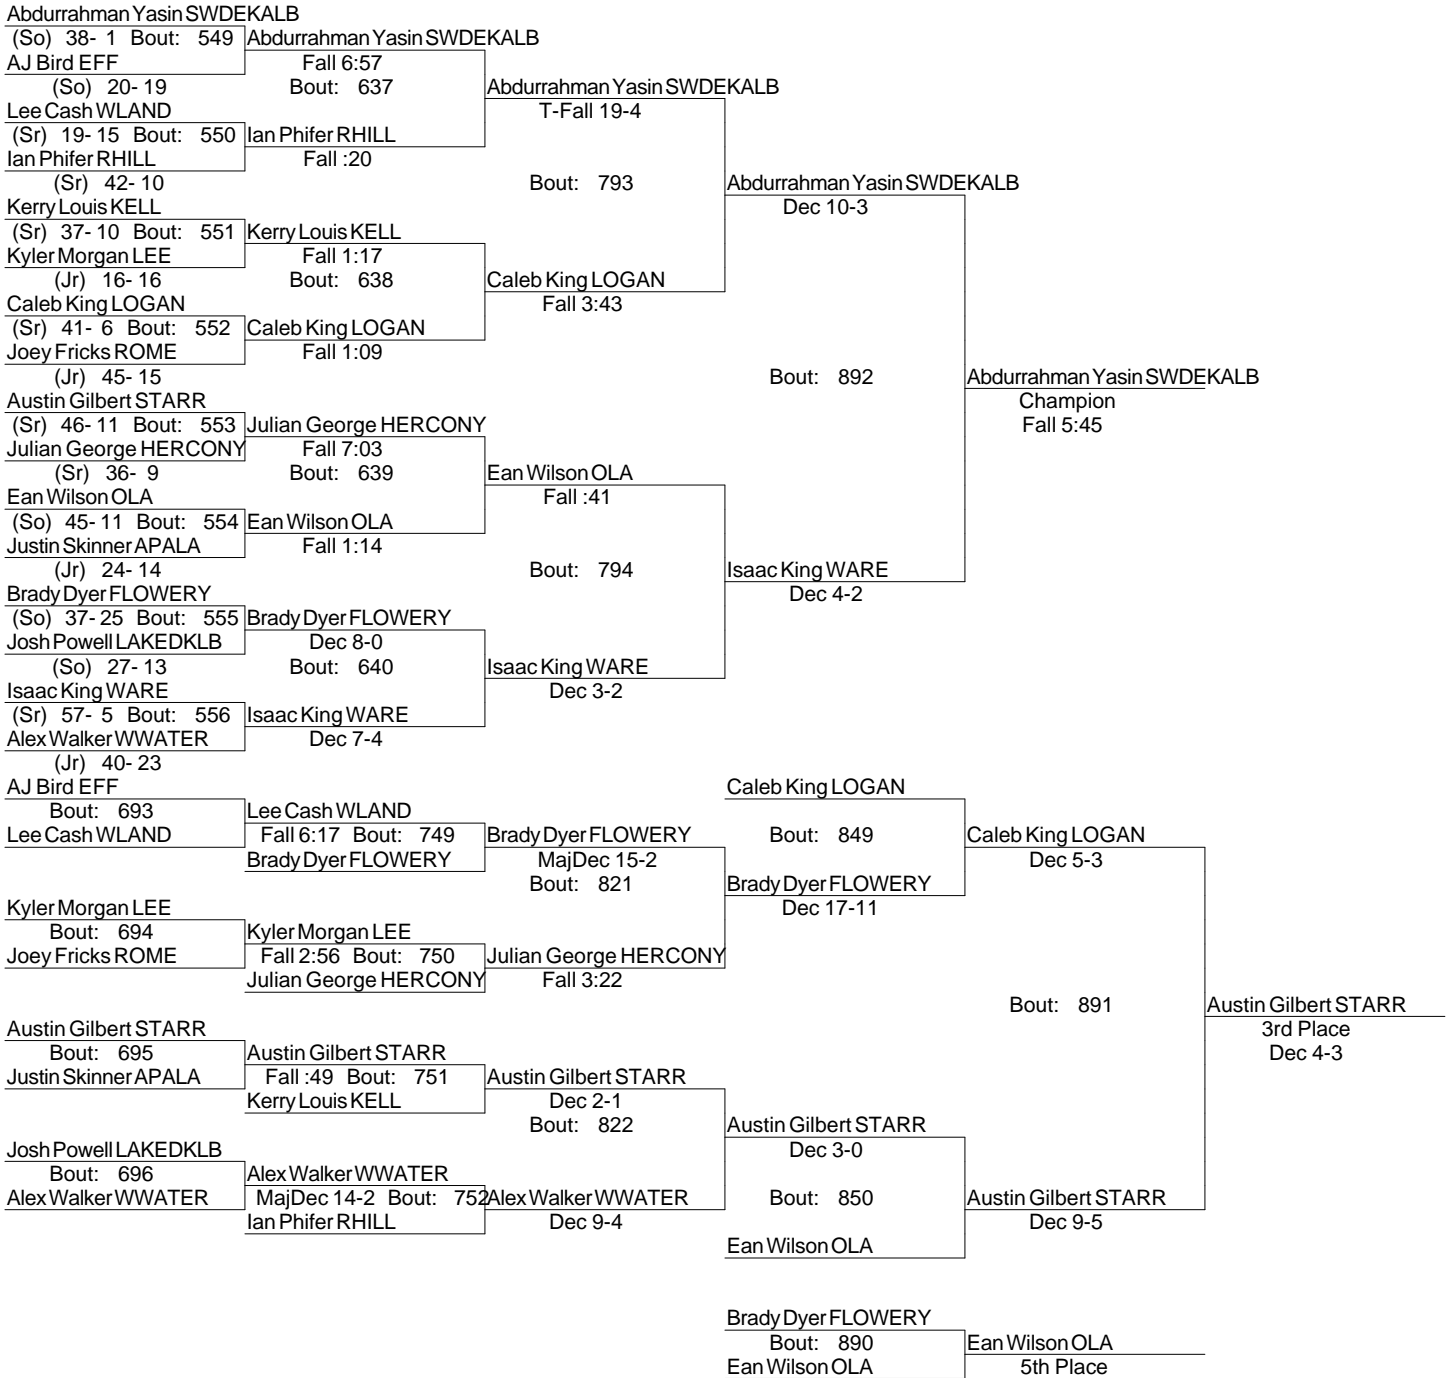 Abdurrahman Yasin SWDEKALB
(So) 38- 1 Bout: 549 Abdurrahman Yasin SWDEKALB
AJ Bird EFF Fall 6:57
(So) 20- 19 Bout: 637 Abdurrahman Yasin SWDEKALB
Lee Cash WLAND T-Fall 19-4
(Sr) 19- 15 Bout: 550 Ian Phifer RHILL
Ian Phifer RHILL Fall :20
(Sr) 42- 10 Bout: 793 Abdurrahman Yasin SWDEKALB
Kerry Louis KELL Dec 10-3
(Sr) 37- 10 Bout: 551 Kerry Louis KELL
Kyler Morgan LEE Fall 1:17
(Jr) 16- 16 Bout: 638 Caleb King LOGAN
Caleb King LOGAN Fall 3:43
(Sr) 41- 6 Bout: 552 Caleb King LOGAN
Joey Fricks ROME Fall 1:09
(Jr) 45- 15 Bout: 892 Abdurrahman Yasin SWDEKALB
Austin Gilbert STARR Champion
(Sr) 46- 11 Bout: 553 Julian George HERCONY Fall 5:45
Julian George HERCONY Fall 7:03
(Sr) 36- 9 Bout: 639 Ean Wilson OLA
Ean Wilson OLA Fall :41
(So) 45- 11 Bout: 554 Ean Wilson OLA
Justin Skinner APALA Fall 1:14
(Jr) 24- 14 Bout: 794 Isaac King WARE
Brady Dyer FLOWERY Dec 4-2
(So) 37- 25 Bout: 555 Brady Dyer FLOWERY
Josh Powell LAKEDKLB Dec 8-0
(So) 27- 13 Bout: 640 Isaac King WARE
Isaac King WARE Dec 3-2
(Sr) 57- 5 Bout: 556 Isaac King WARE
Alex Walker WWATER Dec 7-4
(Jr) 40- 23
AJ Bird EFF Caleb King LOGAN
Bout: 693 Lee Cash WLAND
Lee Cash WLAND Fall 6:17 Bout: 749 Brady Dyer FLOWERY Bout: 849 Caleb King LOGAN
Brady Dyer FLOWERY MajDec 15-2 Dec 5-3
Bout: 821 Brady Dyer FLOWERY
Kyler Morgan LEE Dec 17-11
Bout: 694 Kyler Morgan LEE
Joey Fricks ROME Fall 2:56 Bout: 750 Julian George HERCONY
Julian George HERCONY Fall 3:22
Bout: 891 Austin Gilbert STARR
Austin Gilbert STARR 3rd Place
Bout: 695 Austin Gilbert STARR Dec 4-3
Justin Skinner APALA Fall :49 Bout: 751 Austin Gilbert STARR
Kerry Louis KELL Dec 2-1
Bout: 822 Austin Gilbert STARR
Josh Powell LAKEDKLB Dec 3-0
Bout: 696 Alex Walker WWATER
Alex Walker WWATER MajDec 14-2 Bout: 752 Alex Walker WWATER Bout: 850 Austin Gilbert STARR
Ian Phifer RHILL Dec 9-4 Dec 9-5
Ean Wilson OLA
Brady Dyer FLOWERY
Bout: 890 Ean Wilson OLA
Ean Wilson OLA 5th Place